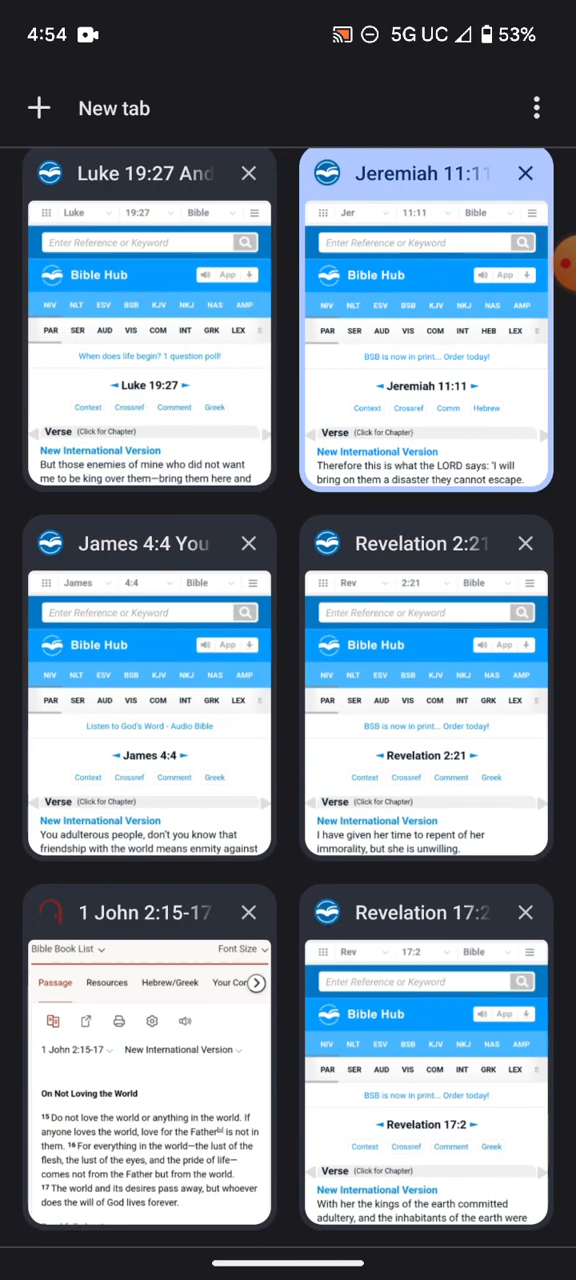 4:54 5G UC 53%
New tab
Luke 19:27 And
Luke 19:27 Bible
Enter Reference or Keyword
Bible Hub App
NIV NLT ESV BSB KJV NKJ NAS AMP
PAR SER AUD VIS COM INT GRK LEX
When does life begin? 1 question poll!
◄ Luke 19:27 ►
Context Crossref Comment Greek
Verse (Click for Chapter)
New International Version
But those enemies of mine who did not want
me to be king over them—bring them here and
Jeremiah 11:11
Jer 11:11 Bible
Enter Reference or Keyword
Bible Hub App
NIV NLT ESV BSB KJV NKJ NAS AMP
PAR SER AUD VIS COM INT HEB LEX
BSB is now in print... Order today!
◄ Jeremiah 11:11 ►
Context Crossref Comm Hebrew
Verse (Click for Chapter)
New International Version
Therefore this is what the LORD says: 'I will
bring on them a disaster they cannot escape.
James 4:4 You
James 4:4 Bible
Enter Reference or Keyword
Bible Hub App
NIV NLT ESV BSB KJV NKJ NAS AMP
PAR SER AUD VIS COM INT GRK LEX
Listen to God's Word - Audio Bible
◄ James 4:4 ►
Context Crossref Comment Greek
Verse (Click for Chapter)
New International Version
You adulterous people, don't you know that
friendship with the world means enmity against
Revelation 2:21
Rev 2:21 Bible
Enter Reference or Keyword
Bible Hub App
NIV NLT ESV BSB KJV NKJ NAS AMP
PAR SER AUD VIS COM INT GRK LEX
BSB is now in print... Order today!
◄ Revelation 2:21 ►
Context Crossref Comment Greek
Verse (Click for Chapter)
New International Version
I have given her time to repent of her
immorality, but she is unwilling.
1 John 2:15-17
Bible Book List Font Size
Passage Resources Hebrew/Greek Your Con
1 John 2:15-17 New International Version
On Not Loving the World
15 Do not love the world or anything in the world. If
anyone loves the world, love for the Father[a] is not in
them. 16 For everything in the world—the lust of the
flesh, the lust of the eyes, and the pride of life—
comes not from the Father but from the world.
17 The world and its desires pass away, but whoever
does the will of God lives forever.
Revelation 17:2
Rev 17:2 Bible
Enter Reference or Keyword
Bible Hub App
NIV NLT ESV BSB KJV NKJ NAS AMP
PAR SER AUD VIS COM INT GRK LEX
BSB is now in print... Order today!
◄ Revelation 17:2 ►
Context Crossref Comment Greek
Verse (Click for Chapter)
New International Version
With her the kings of the earth committed
adultery, and the inhabitants of the earth were